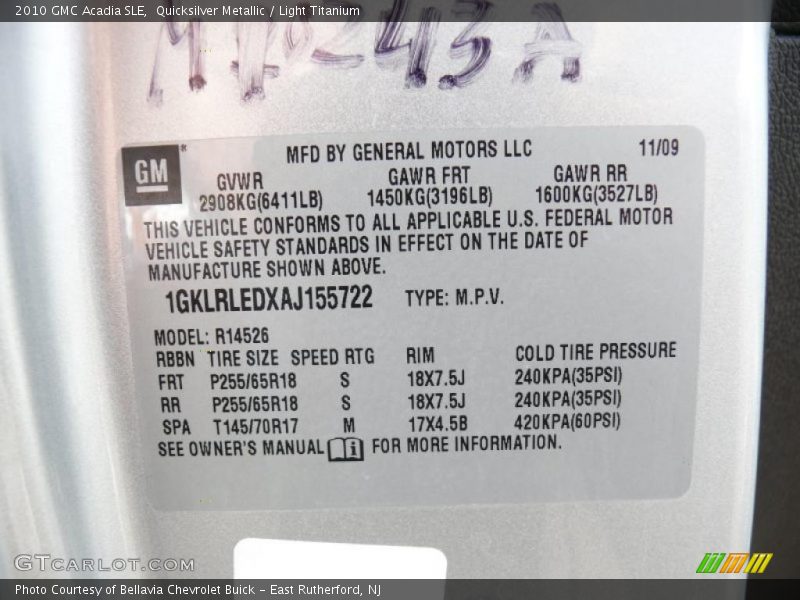 2010 GMC Acadia SLE, Quicksilver Metallic / Light Titanium
GM
MFD BY GENERAL MOTORS LLC 11/09
GVWR GAWR FRT GAWR RR
2908KG(6411LB) 1450KG(3196LB) 1600KG(3527LB)
THIS VEHICLE CONFORMS TO ALL APPLICABLE U.S. FEDERAL MOTOR
VEHICLE SAFETY STANDARDS IN EFFECT ON THE DATE OF
MANUFACTURE SHOWN ABOVE.
1GKLRLEDXAJ155722 TYPE: M.P.V.
MODEL: R14526
RBBN TIRE SIZE SPEED RTG RIM COLD TIRE PRESSURE
FRT P255/65R18 S 18X7.5J 240KPA(35PSI)
RR P255/65R18 S 18X7.5J 240KPA(35PSI)
SPA T145/70R17 M 17X4.5B 420KPA(60PSI)
SEE OWNER'S MANUAL FOR MORE INFORMATION.
GTCARLOT.COM
Photo Courtesy of Bellavia Chevrolet Buick – East Rutherford, NJ